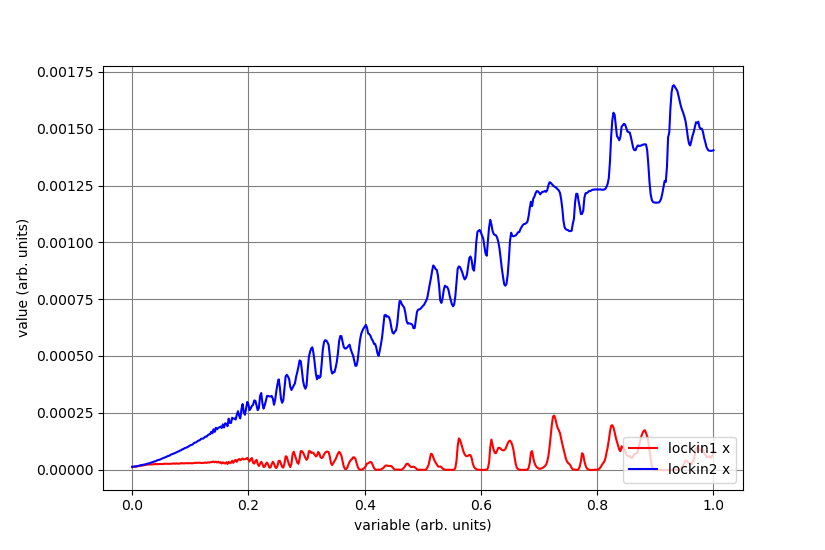 0.00175
0.00150
0.00125
0.00100
0.00075
0.00050
0.00025
0.00000
value (arb. units)
0.0 0.2 0.4 0.6 0.8 1.0
variable (arb. units)
lockin1 x
lockin2 x